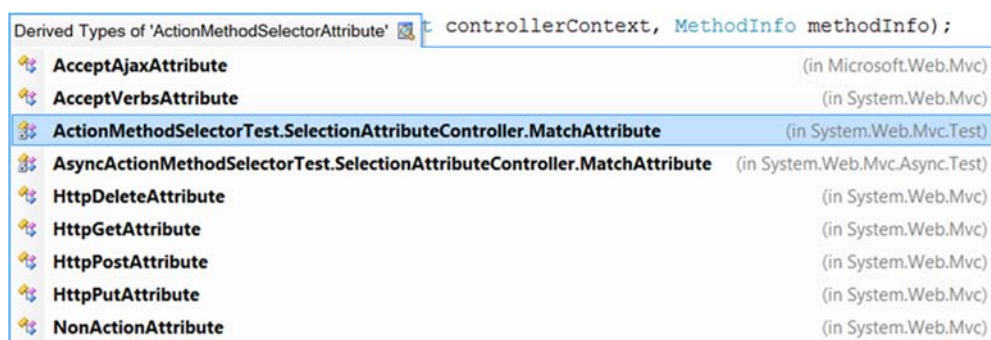 Derived Types of 'ActionMethodSelectorAttribute' t controllerContext, MethodInfo methodInfo);
AcceptAjaxAttribute (in Microsoft.Web.Mvc)
AcceptVerbsAttribute (in System.Web.Mvc)
ActionMethodSelectorTest.SelectionAttributeController.MatchAttribute (in System.Web.Mvc.Test)
AsyncActionMethodSelectorTest.SelectionAttributeController.MatchAttribute (in System.Web.Mvc.Async.Test)
HttpDeleteAttribute (in System.Web.Mvc)
HttpGetAttribute (in System.Web.Mvc)
HttpPostAttribute (in System.Web.Mvc)
HttpPutAttribute (in System.Web.Mvc)
NonActionAttribute (in System.Web.Mvc)